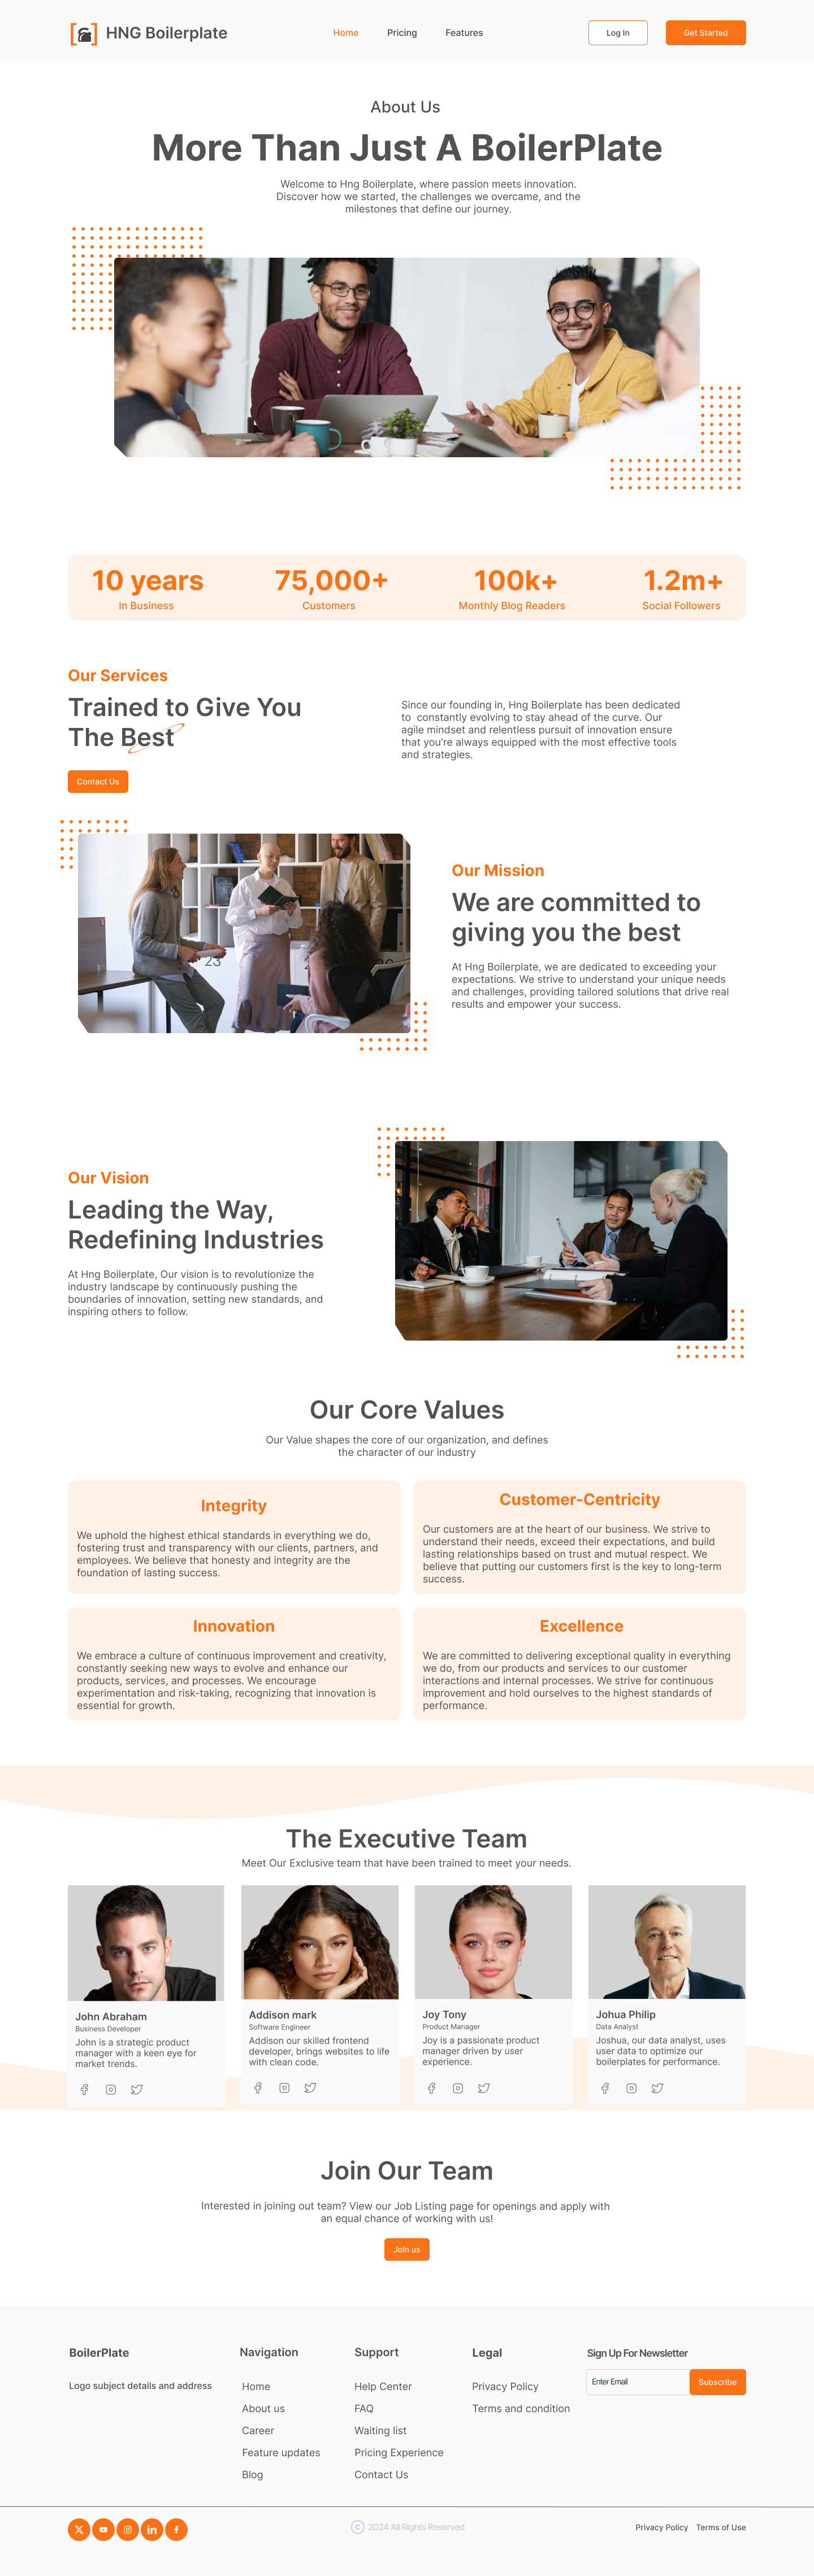 HNG Boilerplate
Home
Pricing
Features
Log In
Get Started
About Us
More Than Just A BoilerPlate
Welcome to Hng Boilerplate, where passion meets innovation.
Discover how we started, the challenges we overcame, and the
milestones that define our journey.
10 years
In Business
75,000+
Customers
100k+
Monthly Blog Readers
1.2m+
Social Followers
Our Services
Trained to Give You
The Best
Contact Us
Since our founding in, Hng Boilerplate has been dedicated
to constantly evolving to stay ahead of the curve. Our
agile mindset and relentless pursuit of innovation ensure
that you're always equipped with the most effective tools
and strategies.
23
Our Mission
We are committed to
giving you the best
At Hng Boilerplate, we are dedicated to exceeding your
expectations. We strive to understand your unique needs
and challenges, providing tailored solutions that drive real
results and empower your success.
Our Vision
Leading the Way,
Redefining Industries
At Hng Boilerplate, Our vision is to revolutionize the
industry landscape by continuously pushing the
boundaries of innovation, setting new standards, and
inspiring others to follow.
Our Core Values
Our Value shapes the core of our organization, and defines
the character of our industry
Integrity
We uphold the highest ethical standards in everything we do,
fostering trust and transparency with our clients, partners, and
employees. We believe that honesty and integrity are the
foundation of lasting success.
Customer-Centricity
Our customers are at the heart of our business. We strive to
understand their needs, exceed their expectations, and build
lasting relationships based on trust and mutual respect. We
believe that putting our customers first is the key to long-term
success.
Innovation
We embrace a culture of continuous improvement and creativity,
constantly seeking new ways to evolve and enhance our
products, services, and processes. We encourage
experimentation and risk-taking, recognizing that innovation is
essential for growth.
Excellence
We are committed to delivering exceptional quality in everything
we do, from our products and services to our customer
interactions and internal processes. We strive for continuous
improvement and hold ourselves to the highest standards of
performance.
The Executive Team
Meet Our Exclusive team that have been trained to meet your needs.
John Abraham
Business Developer
John is a strategic product
manager with a keen eye for
market trends.
Addison mark
Software Engineer
Addison our skilled frontend
developer, brings websites to life
with clean code.
Joy Tony
Product Manager
Joy is a passionate product
manager driven by user
experience.
Johua Philip
Data Analyst
Joshua, our data analyst, uses
user data to optimize our
boilerplates for performance.
Join Our Team
Interested in joining out team? View our Job Listing page for openings and apply with
an equal chance of working with us!
Join us
BoilerPlate
Logo subject details and address
Navigation
Home
About us
Career
Feature updates
Blog
Support
Help Center
FAQ
Waiting list
Pricing Experience
Contact Us
Legal
Privacy Policy
Terms and condition
Sign Up For Newsletter
Enter Email
Subscribe
© 2024 All Rights Reserved
Privacy Policy
Terms of Use